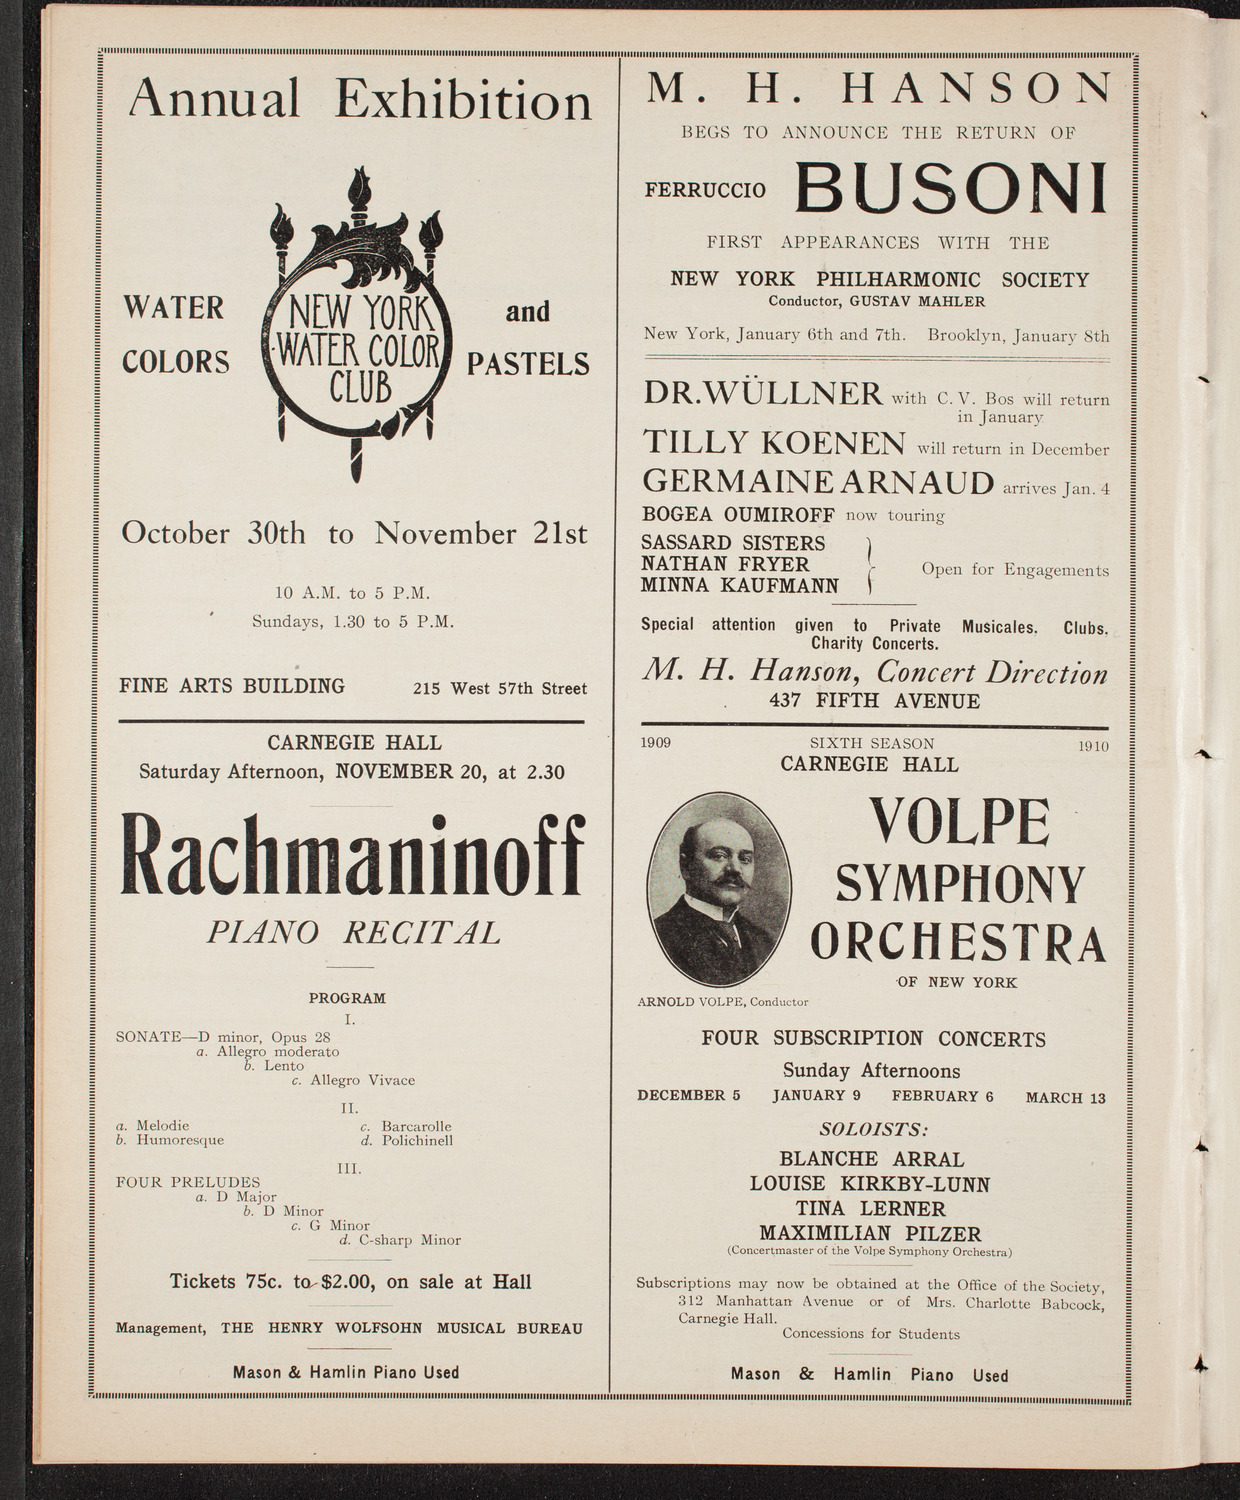 Annual Exhibition
WATER
COLORS
NEW YORK
WATER COLOR
CLUB
and
PASTELS
October 30th to November 21st
10 A.M. to 5 P.M.
Sundays, 1.30 to 5 P.M.
FINE ARTS BUILDING 215 West 57th Street
CARNEGIE HALL
Saturday Afternoon, NOVEMBER 20, at 2.30
Rachmaninoff
PIANO RECITAL
PROGRAM
I.
SONATE—D minor, Opus 28
a. Allegro moderato
b. Lento
c. Allegro Vivace
II.
a. Melodie c. Barcarolle
b. Humoresque d. Polichinell
III.
FOUR PRELUDES
a. D Major
b. D Minor
c. G Minor
d. C-sharp Minor
Tickets 75c. to $2.00, on sale at Hall
Management, THE HENRY WOLFSOHN MUSICAL BUREAU
Mason & Hamlin Piano Used
M. H. HANSON
BEGS TO ANNOUNCE THE RETURN OF
FERRUCCIO BUSONI
FIRST APPEARANCES WITH THE
NEW YORK PHILHARMONIC SOCIETY
Conductor, GUSTAV MAHLER
New York, January 6th and 7th. Brooklyn, January 8th
DR. WÜLLNER with C. V. Bos will return
in January
TILLY KOENEN will return in December
GERMAINE ARNAUD arrives Jan. 4
BOGEA OUMIROFF now touring
SASSARD SISTERS
NATHAN FRYER
MINNA KAUFMANN
Open for Engagements
Special attention given to Private Musicales, Clubs,
Charity Concerts.
M. H. Hanson, Concert Direction
437 FIFTH AVENUE
1909 SIXTH SEASON 1910
CARNEGIE HALL
VOLPE
SYMPHONY
ORCHESTRA
OF NEW YORK
ARNOLD VOLPE, Conductor
FOUR SUBSCRIPTION CONCERTS
Sunday Afternoons
DECEMBER 5 JANUARY 9 FEBRUARY 6 MARCH 13
SOLOISTS:
BLANCHE ARRAL
LOUISE KIRKBY-LUNN
TINA LERNER
MAXIMILIAN PILZER
(Concertmaster of the Volpe Symphony Orchestra)
Subscriptions may now be obtained at the Office of the Society,
312 Manhattan Avenue or of Mrs. Charlotte Babcock,
Carnegie Hall.
Concessions for Students
Mason & Hamlin Piano Used